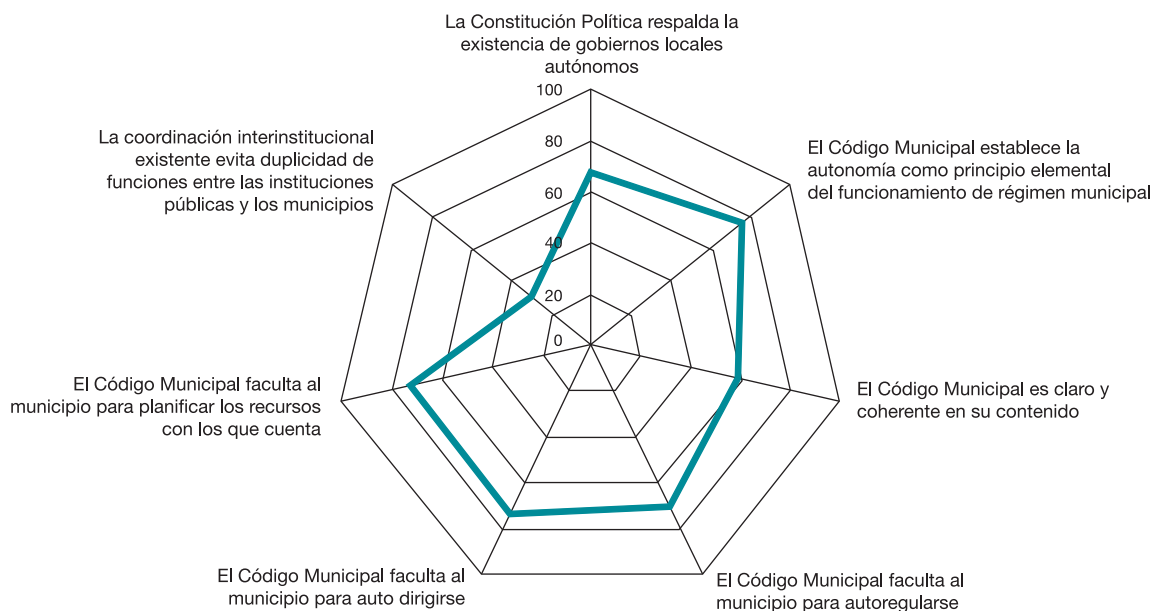 La Constitución Política respalda la
existencia de gobiernos locales
autónomos
100
80
60
40
20
0
El Código Municipal establece la
autonomía como principio elemental
del funcionamiento de régimen municipal
El Código Municipal es claro y
coherente en su contenido
El Código Municipal faculta al
municipio para autoregularse
El Código Municipal faculta al
municipio para auto dirigirse
El Código Municipal faculta al
municipio para planificar los recursos
con los que cuenta
La coordinación interinstitucional
existente evita duplicidad de
funciones entre las instituciones
públicas y los municipios